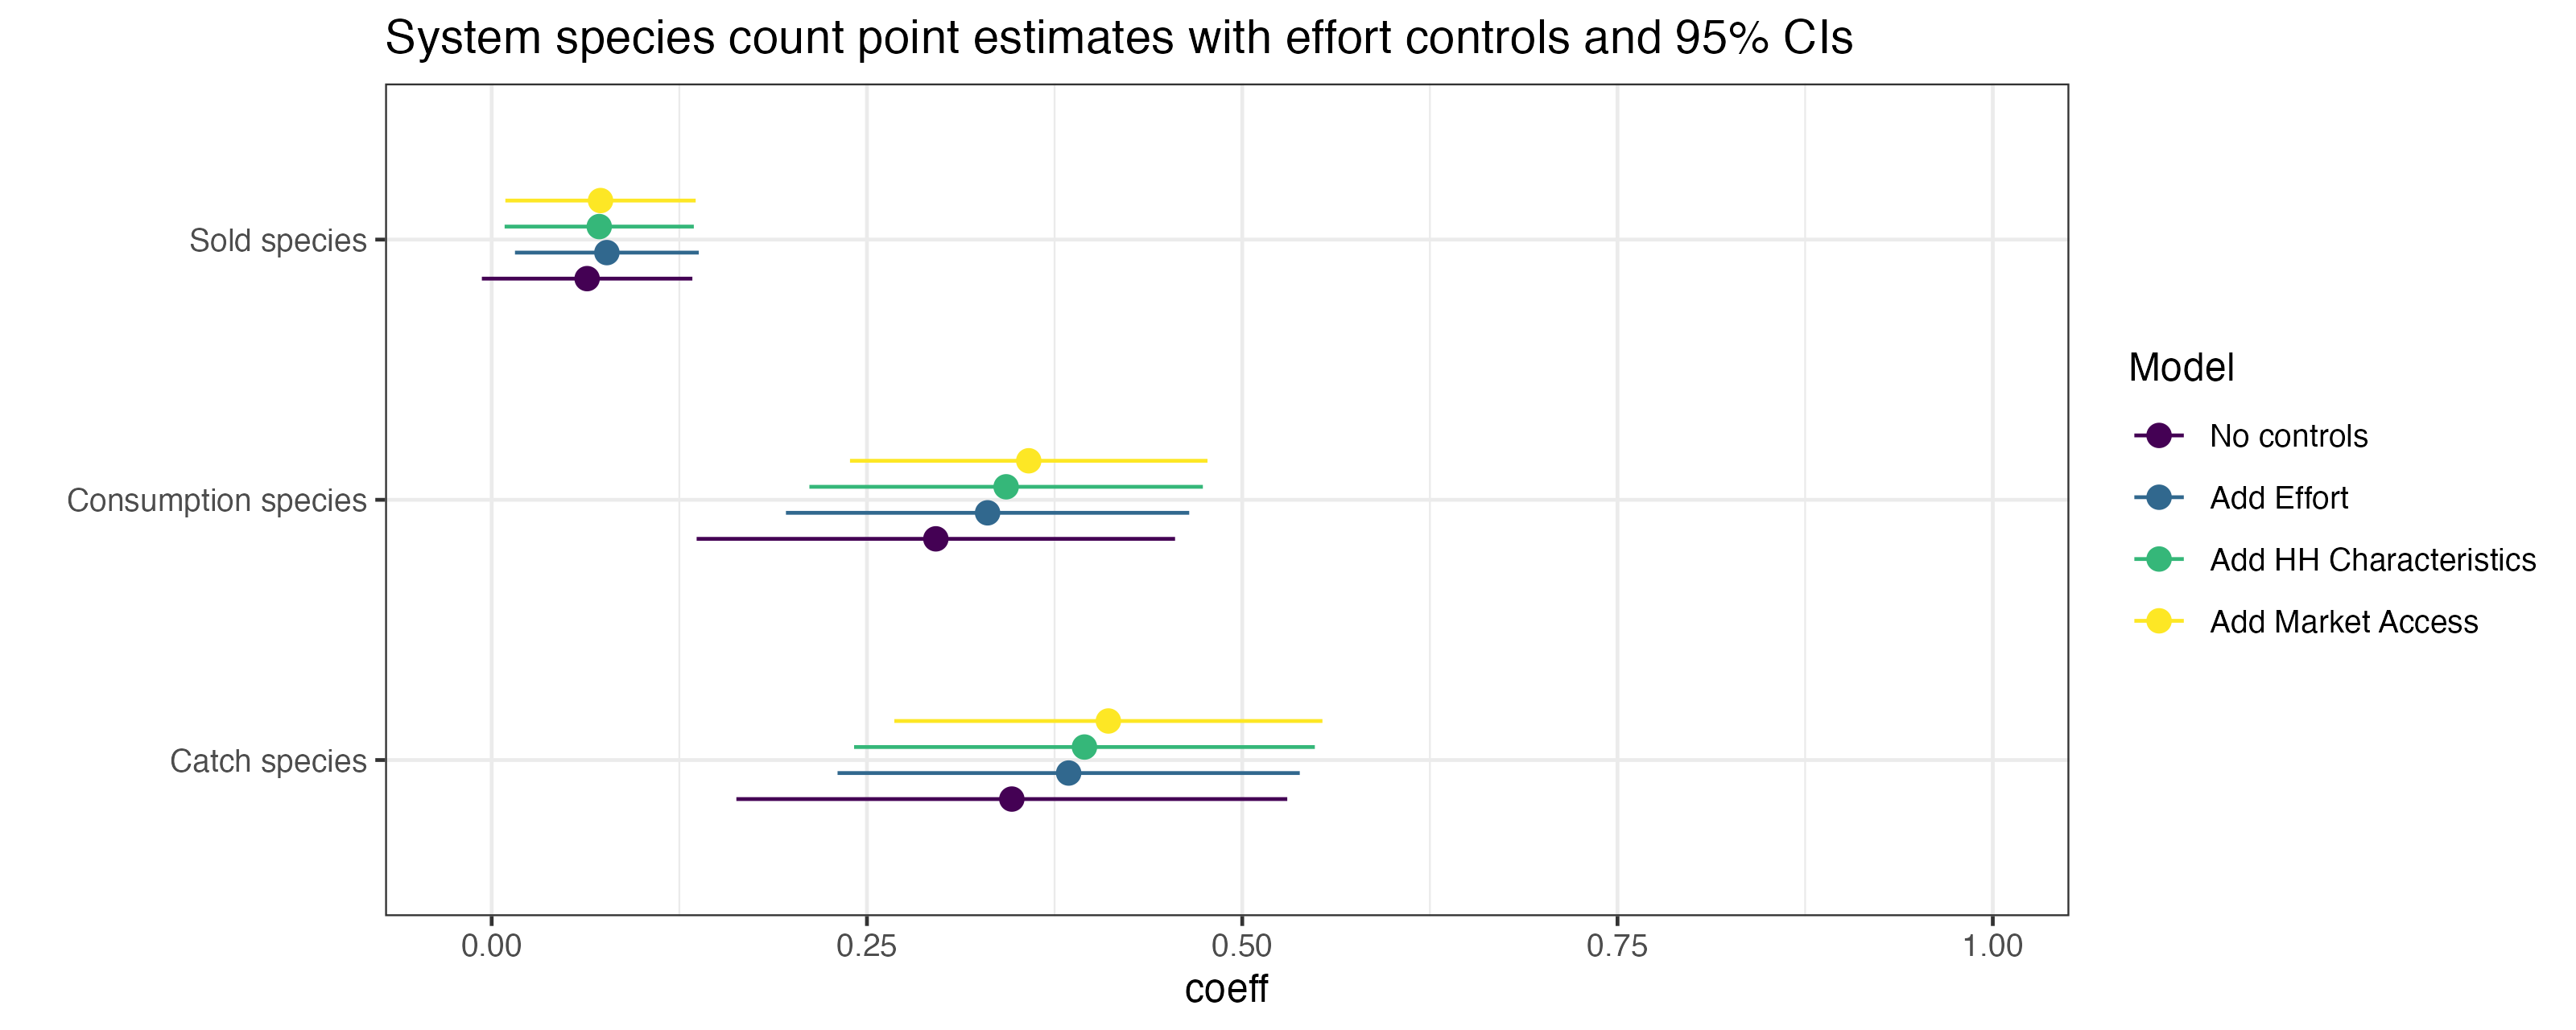 System species count point estimates with effort controls and 95% CIs
Sold species
Consumption species
Catch species
0.00
0.25
0.50
0.75
1.00
coeff
Model
No controls
Add Effort
Add HH Characteristics
Add Market Access